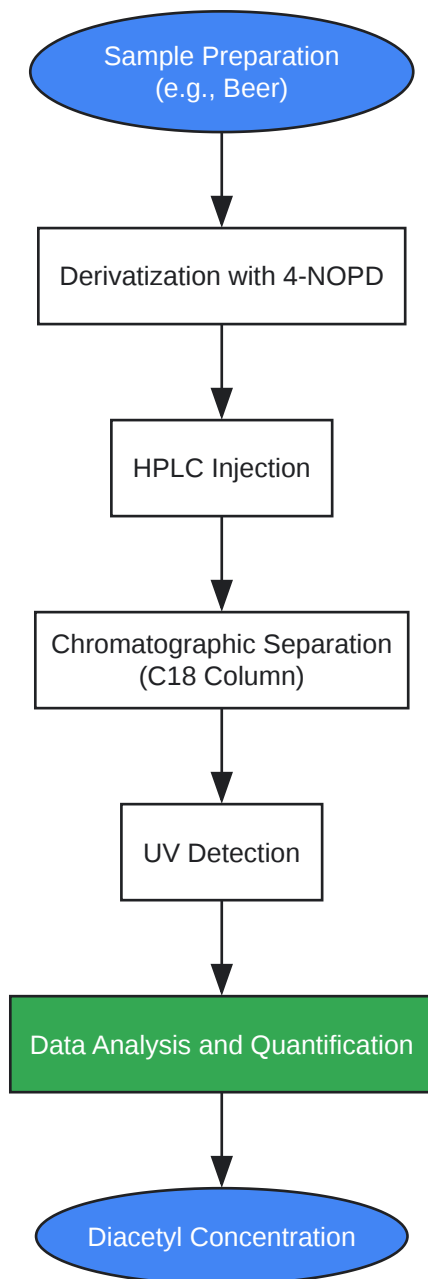 Sample Preparation
(e.g., Beer)
Derivatization with 4-NOPD
HPLC Injection
Chromatographic Separation
(C18 Column)
UV Detection
Data Analysis and Quantification
Diacetyl Concentration